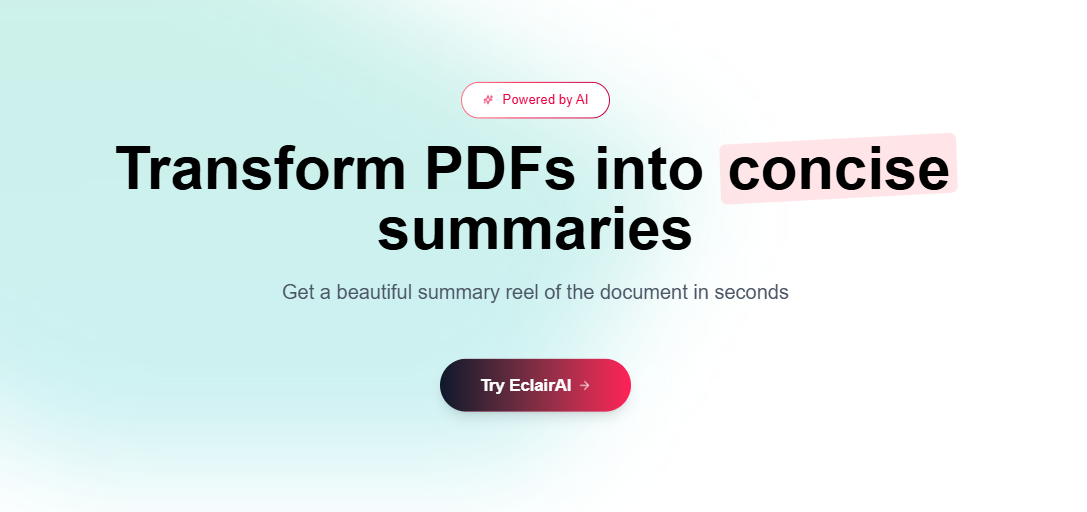 Powered by AI
Transform PDFs into concise
summaries
Get a beautiful summary reel of the document in seconds
Try EclairAI →